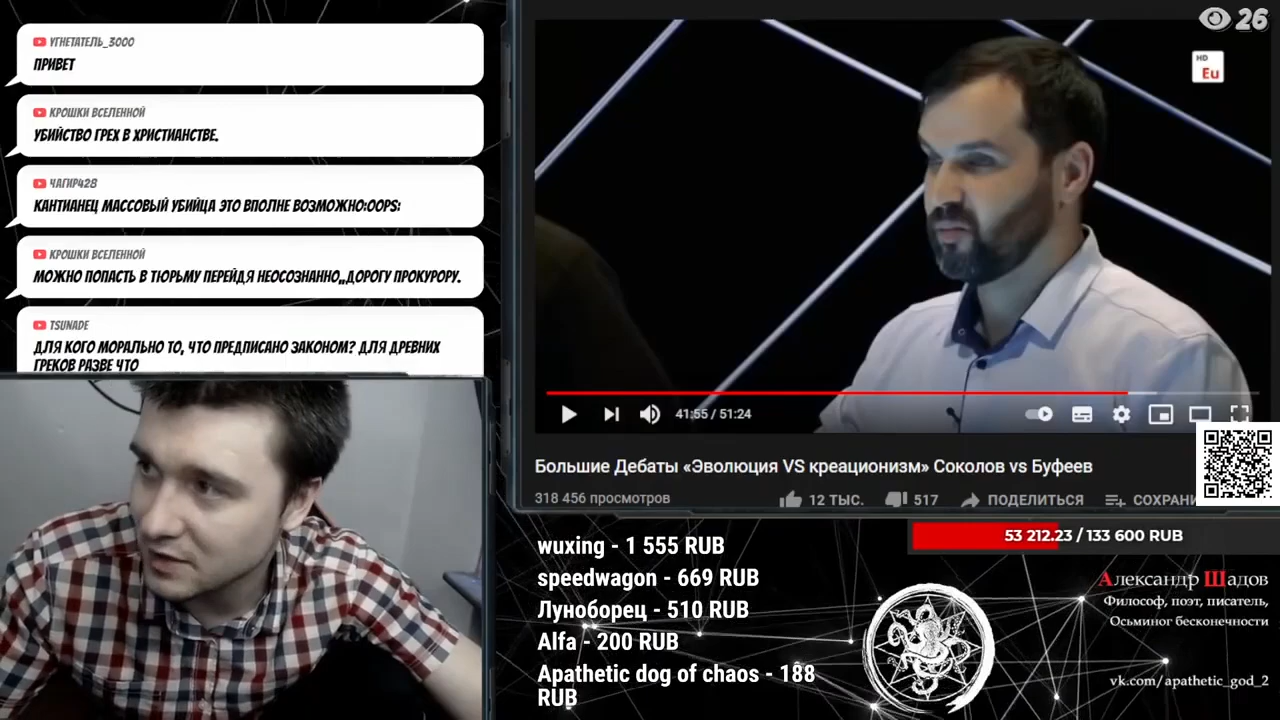 УГНЕТАТЕЛЬ_3000
ПРИВЕТ
КРОШКИ ВСЕЛЕННОЙ
УБИЙСТВО ГРЕХ В ХРИСТИАНСТВЕ.
ЧАГИР428
КАНТИАНЕЦ МАССОВЫЙ УБИЙЦА ЭТО ВПОЛНЕ ВОЗМОЖНО:OOPS:
КРОШКИ ВСЕЛЕННОЙ
МОЖНО ПОПАСТЬ В ТЮРЬМУ ПЕРЕЙДЯ НЕОСОЗНАННО,,,ДОРОГУ ПРОКУРОРУ.
TSUNADE
ДЛЯ КОГО МОРАЛЬНО ТО, ЧТО ПРЕДПИСАНО ЗАКОНОМ? ДЛЯ ДРЕВНИХ
ГРЕКОВ РАЗВЕ ЧТО
26
HD
Eu
41:55 / 51:24
Большие Дебаты «Эволюция VS креационизм» Соколов vs Буфеев
318 456 просмотров
12 ТЫС.
517
ПОДЕЛИТЬСЯ
СОХРАНИ
53 212.23 / 133 600 RUB
wuxing - 1 555 RUB
speedwagon - 669 RUB
Луноборец - 510 RUB
Alfa - 200 RUB
Apathetic dog of chaos - 188
RUB
Александр Шадов
Философ, поэт, писатель,
Осьминог бесконечности
vk.com/apathetic_god_2